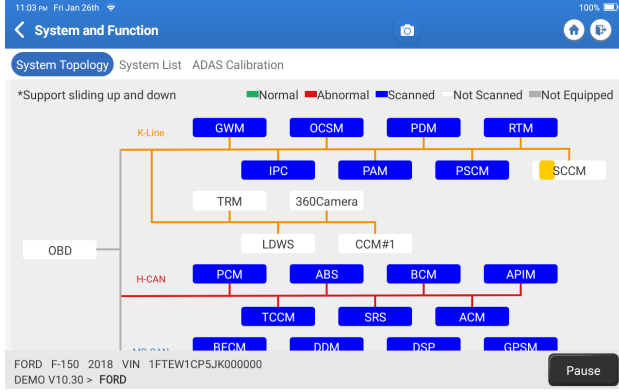 11:03 PM Fri Jan 26th 100%
System and Function
System Topology System List ADAS Calibration
*Support sliding up and down Normal Abnormal Scanned Not Scanned Not Equipped
K-Line GWM OCSM PDM RTM
IPC PAM PSCM SCCM
TRM 360Camera
OBD LDWS CCM#1
H-CAN PCM ABS BCM APIM
TCCM SRS ACM
MS-CAN BECM DDM DSP GPSM
FORD F-150 2018 VIN 1FTEW1CP5JK000000
DEMO V10.30 > FORD
Pause